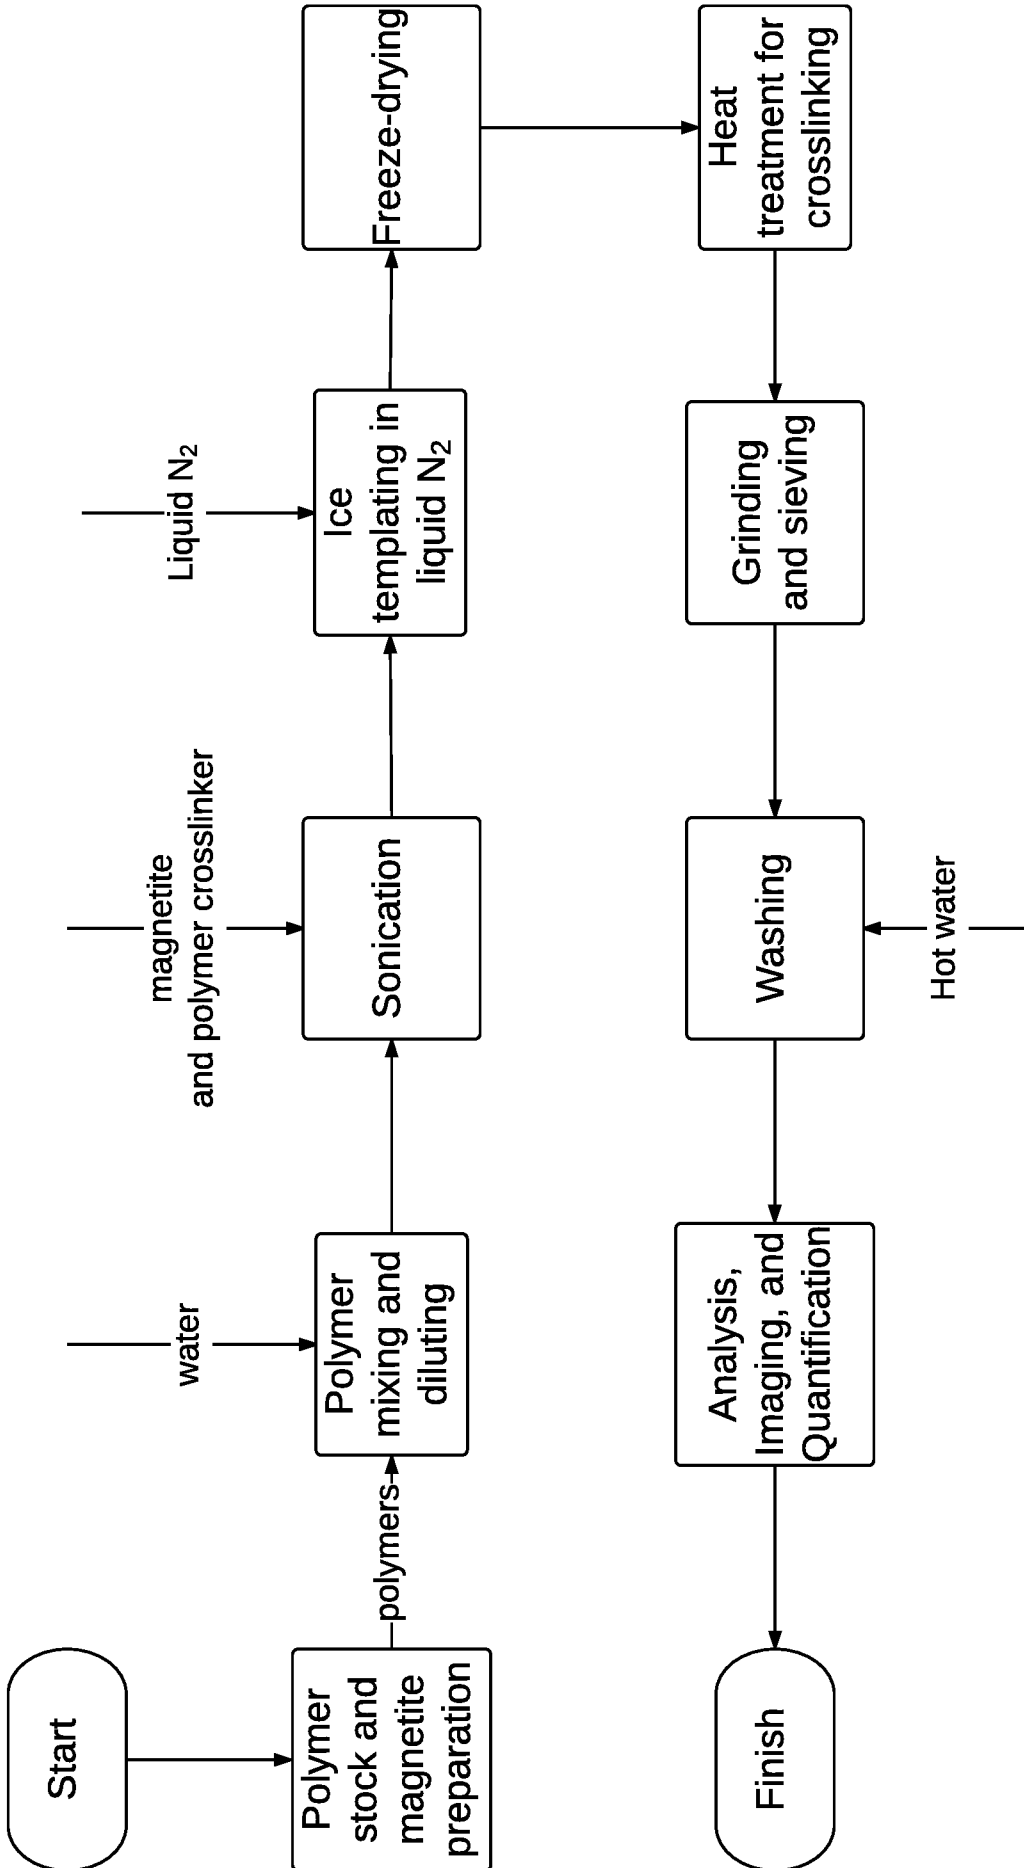 Start
Polymer
stock and
magnetite
preparation
polymers
water
Polymer
mixing and
diluting
magnetite
and polymer crosslinker
Sonication
Liquid N₂
Ice
templating in
liquid N₂
Freeze-drying
Heat
treatment for
crosslinking
Grinding
and sieving
Washing
Hot water
Analysis,
Imaging, and
Quantification
Finish